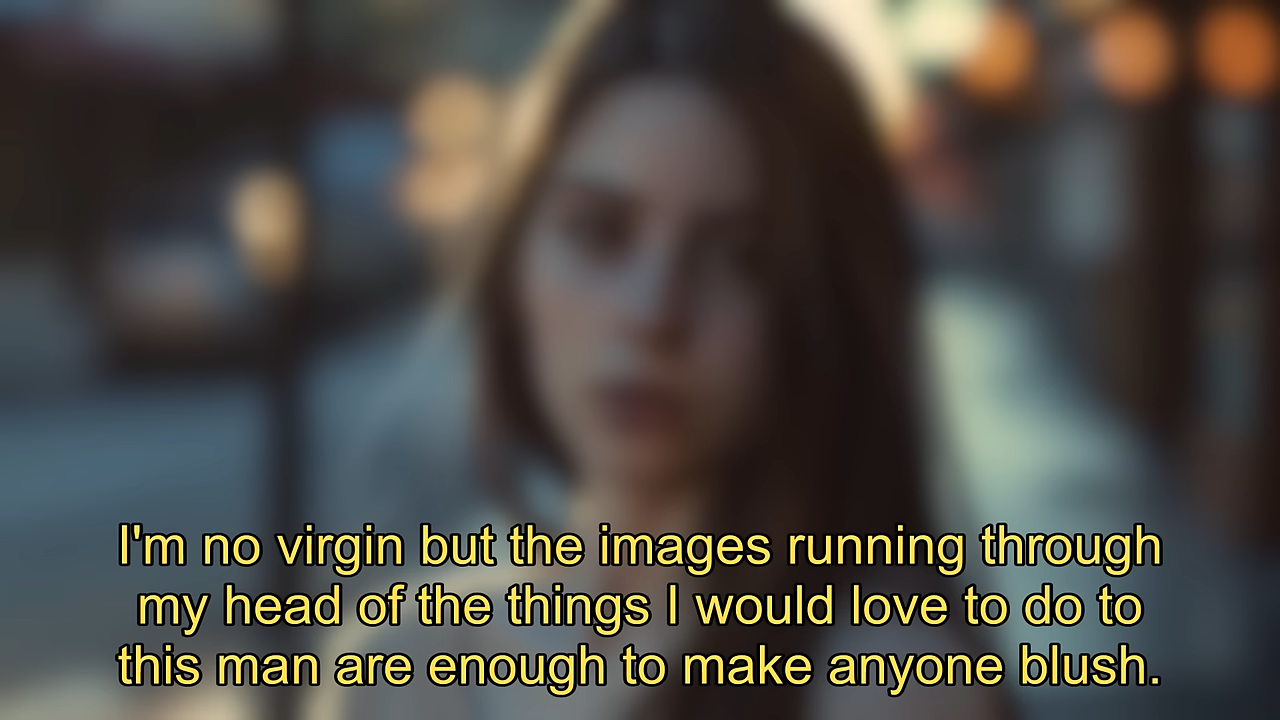 I'm no virgin but the images running through
my head of the things I would love to do to
this man are enough to make anyone blush.